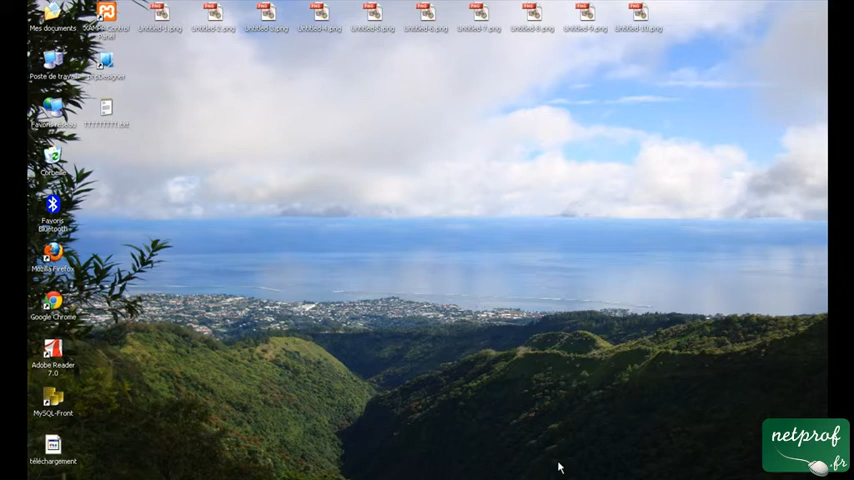 Mes documents
XAMPP Control
Panel
Untitled-1.png
Untitled-2.png
Untitled-3.png
Untitled-4.png
Untitled-5.png
Untitled-6.png
Untitled-7.png
Untitled-8.png
Untitled-9.png
Untitled-10.png
Poste de travail
Favoris réseau
Corbeille
Favoris
Bluetooth
Mozilla Firefox
Google Chrome
Adobe Reader
7.0
MySQL-Front
téléchargement
netprof
.fr